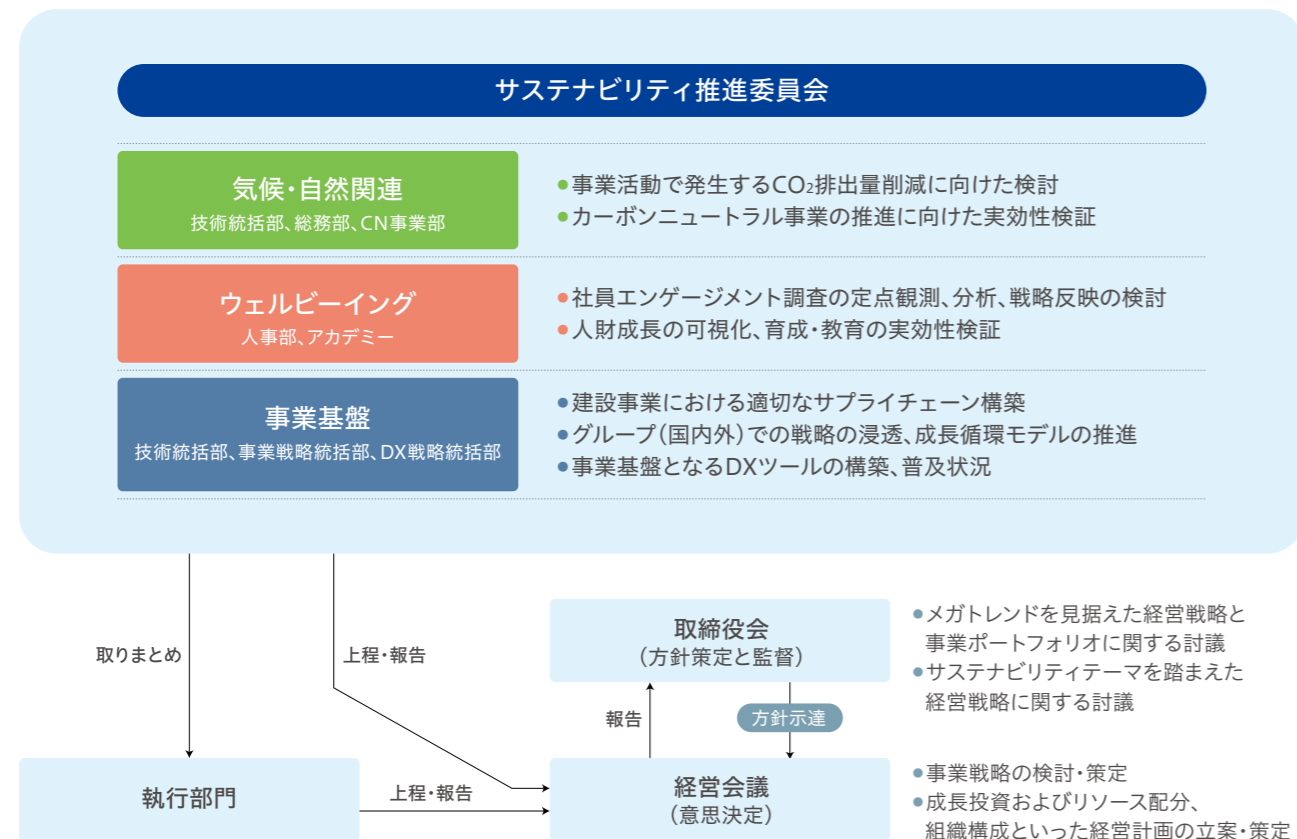 サステナビリティ推進委員会
気候・自然関連
技術統括部、総務部、CN事業部
●事業活動で発生するCO₂排出量削減に向けた検討
●カーボンニュートラル事業の推進に向けた実効性検証
ウェルビーイング
人事部、アカデミー
●社員エンゲージメント調査の定点観測、分析、戦略反映の検討
●人財成長の可視化、育成・教育の実効性検証
事業基盤
技術統括部、事業戦略統括部、DX戦略統括部
●建設事業における適切なサプライチェーン構築
●グループ（国内外）での戦略の浸透、成長循環モデルの推進
●事業基盤となるDXツールの構築、普及状況
取りまとめ
上程・報告
取締役会
（方針策定と監督）
●メガトレンドを見据えた経営戦略と
事業ポートフォリオに関する討議
●サステナビリティテーマを踏まえた
経営戦略に関する討議
報告
方針示達
執行部門
上程・報告
経営会議
（意思決定）
●事業戦略の検討・策定
●成長投資およびリソース配分、
組織構成といった経営計画の立案・策定